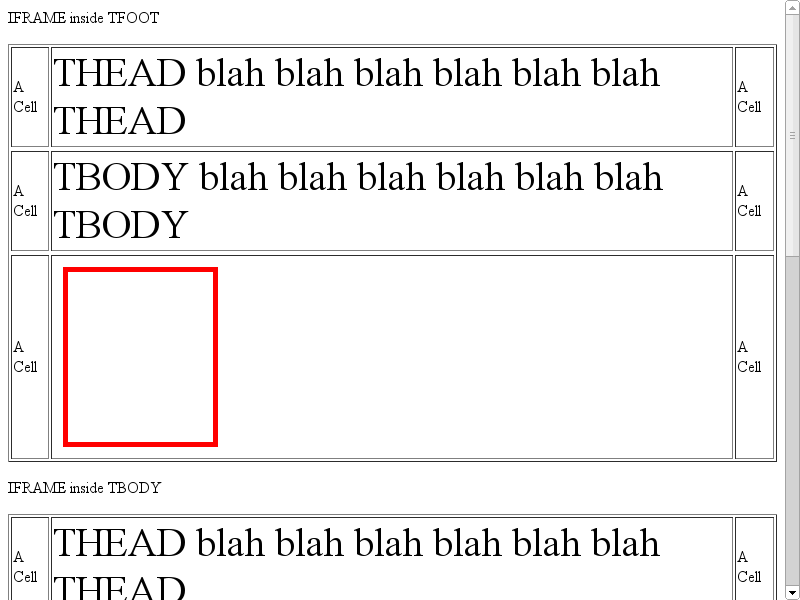 IFRAME inside TFOOT
A Cell THEAD blah blah blah blah blah blah THEAD A Cell
A Cell TBODY blah blah blah blah blah blah TBODY A Cell
A Cell A Cell
IFRAME inside TBODY
A Cell THEAD blah blah blah blah blah blah THEAD A Cell